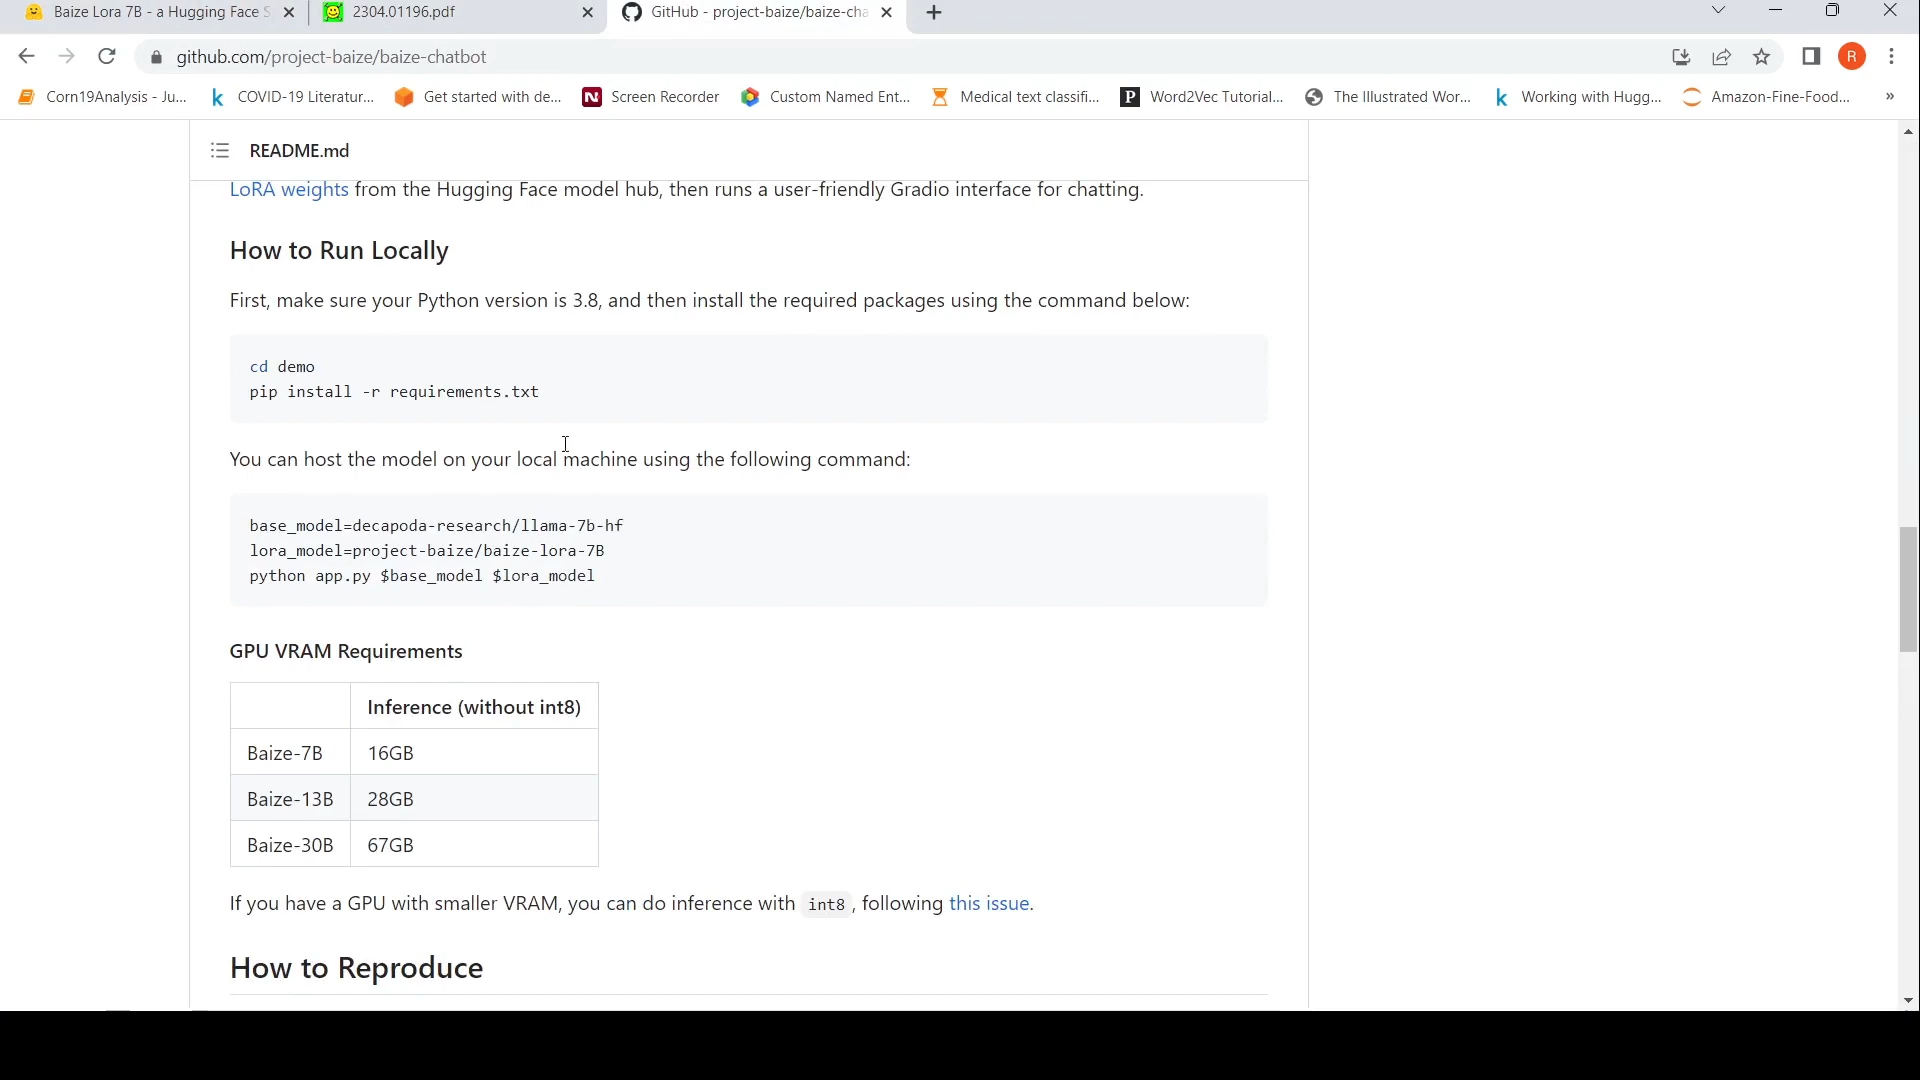 Baize Lora 7B - a Hugging Face S
2304.01196.pdf
GitHub - project-baize/baize-cha
github.com/project-baize/baize-chatbot
R
Corn19Analysis - Ju...
COVID-19 Literatur...
Get started with de...
Screen Recorder
Custom Named Ent...
Medical text classifi...
Word2Vec Tutorial...
The Illustrated Wor...
Working with Hugg...
Amazon-Fine-Food...
»
README.md
LoRA weights from the Hugging Face model hub, then runs a user-friendly Gradio interface for chatting.
How to Run Locally
First, make sure your Python version is 3.8, and then install the required packages using the command below:
cd demo
pip install -r requirements.txt
You can host the model on your local machine using the following command:
base_model=decapoda-research/llama-7b-hf
lora_model=project-baize/baize-lora-7B
python app.py $base_model $lora_model
GPU VRAM Requirements
Inference (without int8)
Baize-7B 16GB
Baize-13B 28GB
Baize-30B 67GB
If you have a GPU with smaller VRAM, you can do inference with int8, following this issue.
How to Reproduce